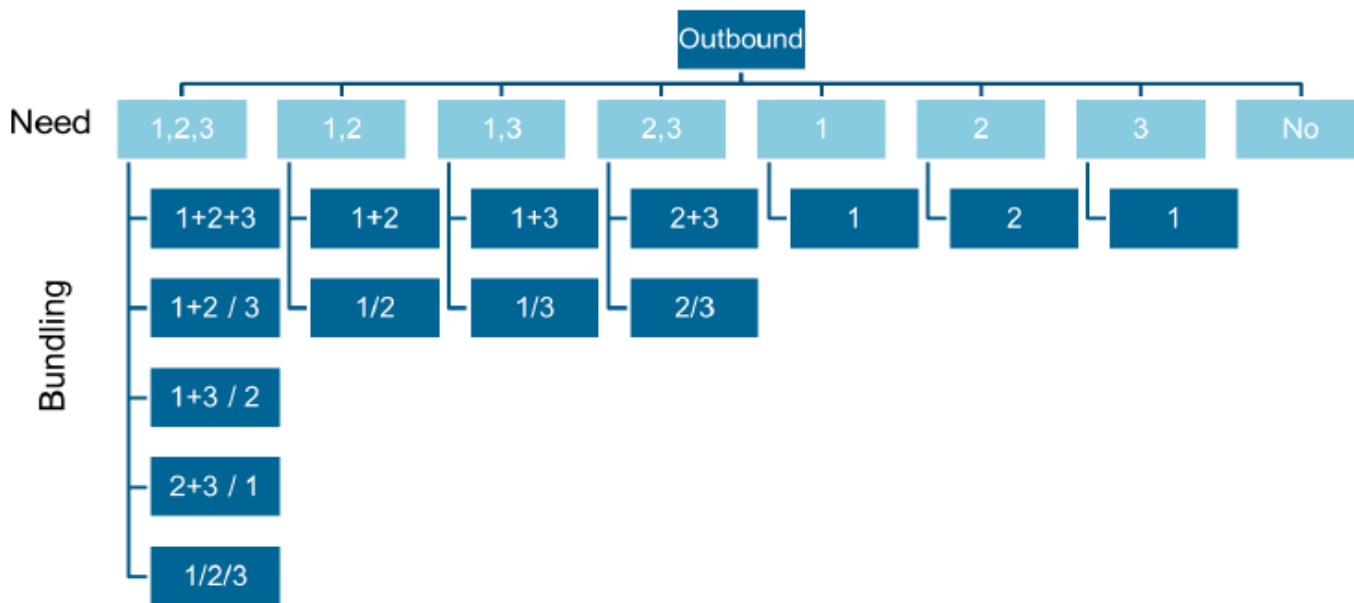 Outbound
Need 1,2,3 1,2 1,3 2,3 1 2 3 No
Bundling
1+2+3 1+2 1+3 2+3 1 2 1
1+2 / 3 1/2 1/3 2/3
1+3 / 2
2+3 / 1
1/2/3